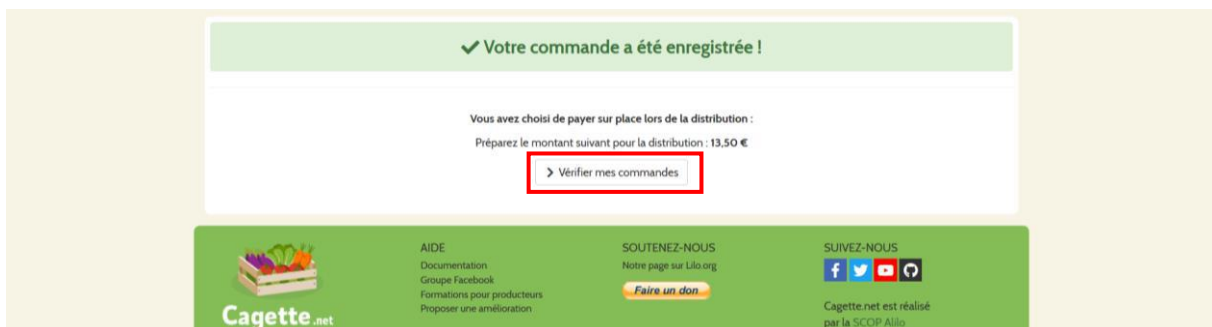 Votre commande a été enregistrée !
Vous avez choisi de payer sur place lors de la distribution :
Préparez le montant suivant pour la distribution : 13,50 €
Vérifier mes commandes
AIDE
Documentation
Groupe Facebook
Formations pour producteurs
Proposer une amélioration
SOUTENEZ-NOUS
Notre page sur Lilo.org
Faire un don
SUIVEZ-NOUS
Cagette.net est réalisé
par la SCOP Alilo
Cagette.net